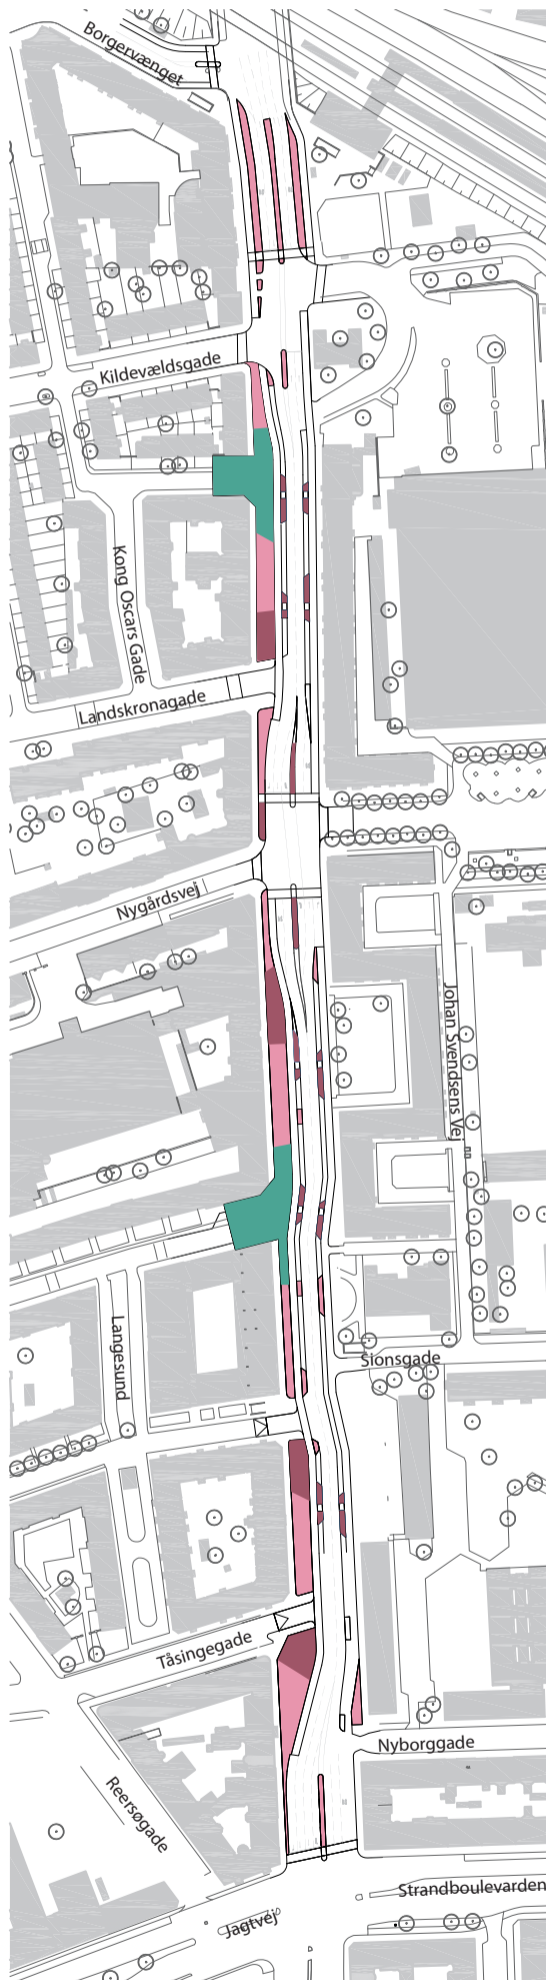 Borgervænget
Kildevældsgade
Kong Oscars Gade
Landskronagade
Nygårdsvej
Johan Svendsens Vej
Langesund
Sionsgade
Tåsingegade
Nyborggade
Reersøgade
Strandboulevarden
Jagtvej